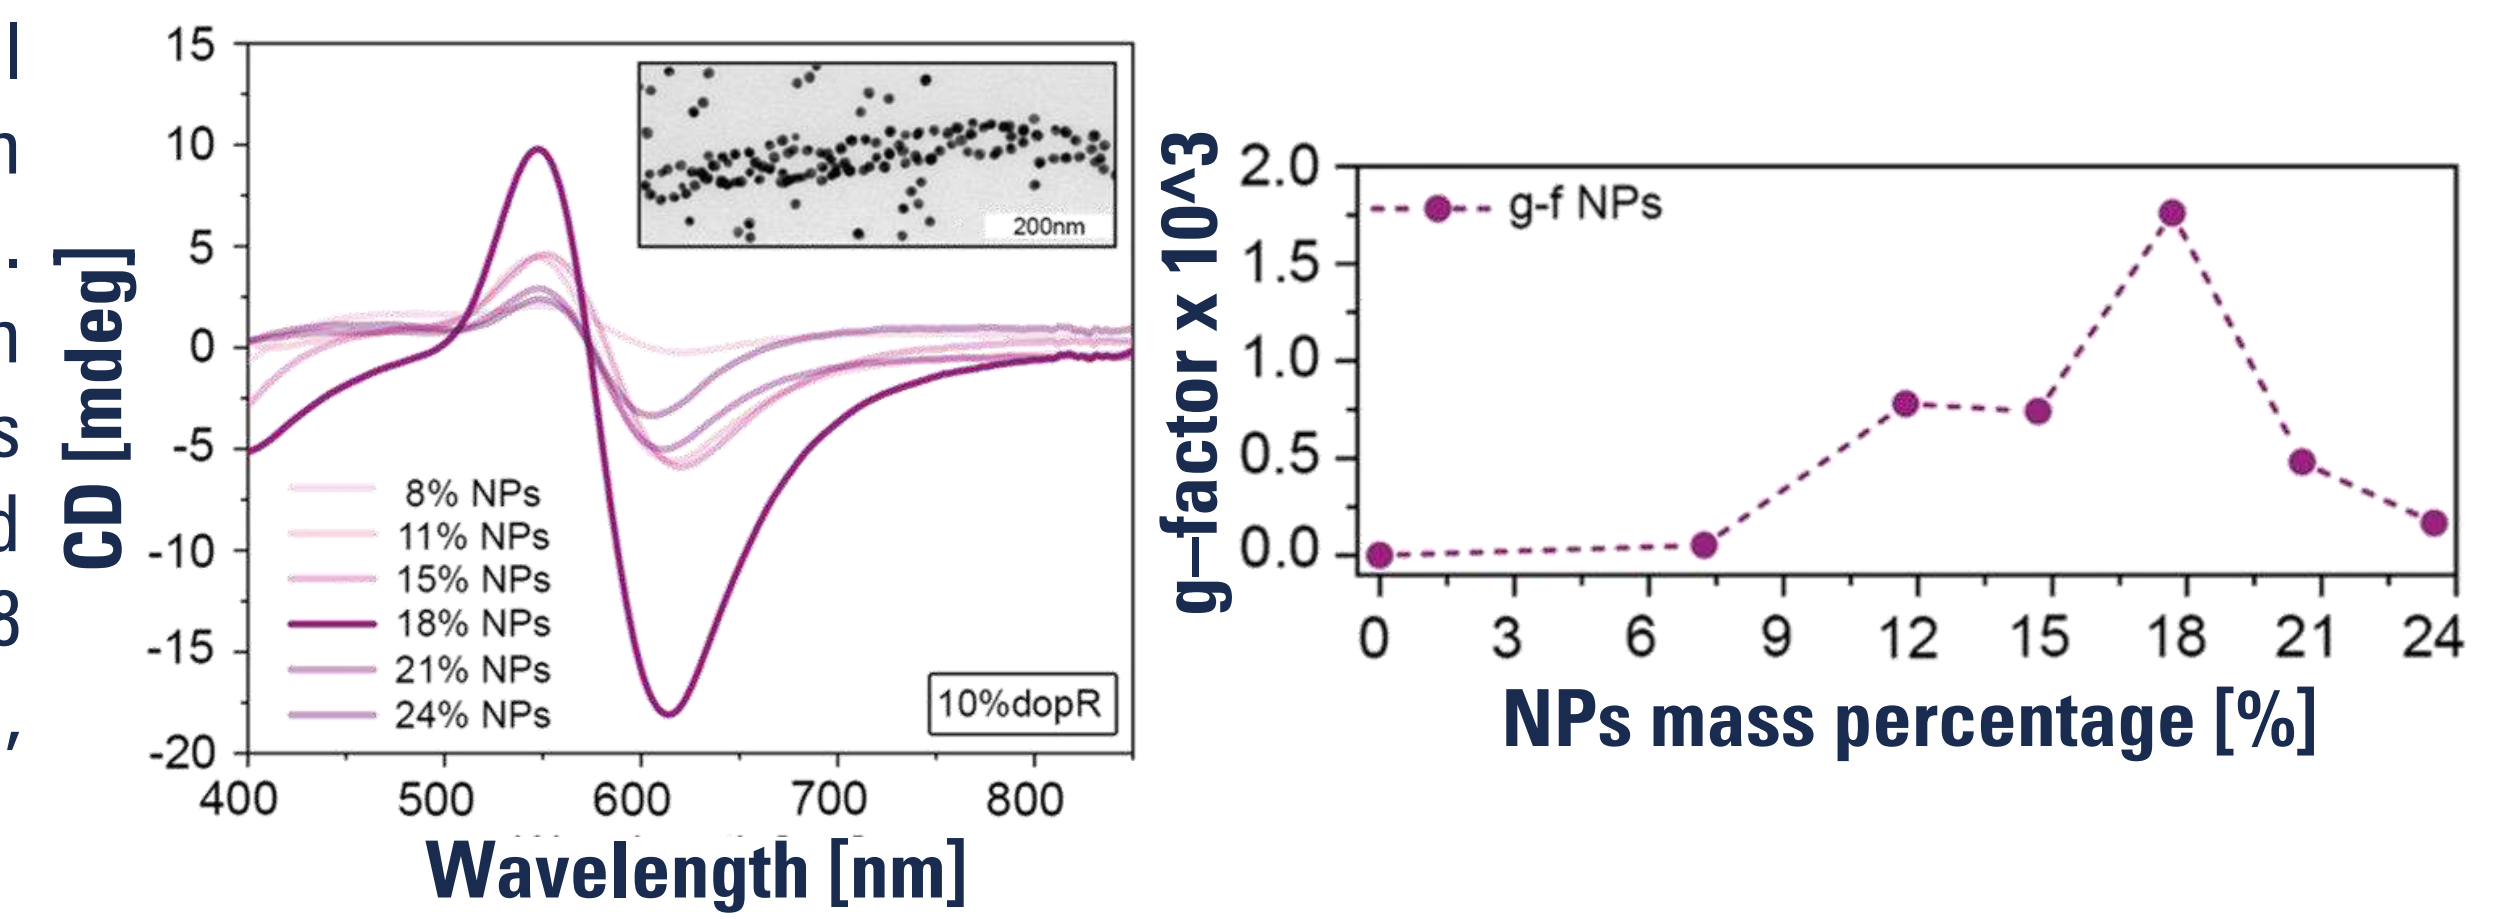 l
n
.
n
s
d
8
,
CD [mdeg]
15
10
5
0
-5
-10
-15
-20
200nm
8% NPs
11% NPs
15% NPs
18% NPs
21% NPs
24% NPs
10%dopR
400 500 600 700 800
Wavelength [nm]
g–factor x 10^3
2.0
1.5
1.0
0.5
0.0
g-f NPs
0 3 6 9 12 15 18 21 24
NPs mass percentage [%]